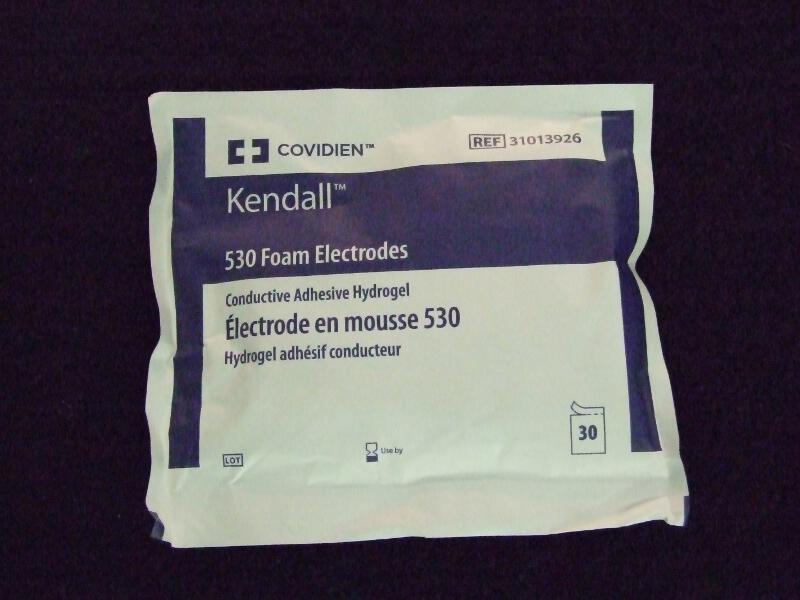 COVIDIEN™
REF 31013926
Kendall™
530 Foam Electrodes
Conductive Adhesive Hydrogel
Électrode en mousse 530
Hydrogel adhésif conducteur
30
LOT
Use by